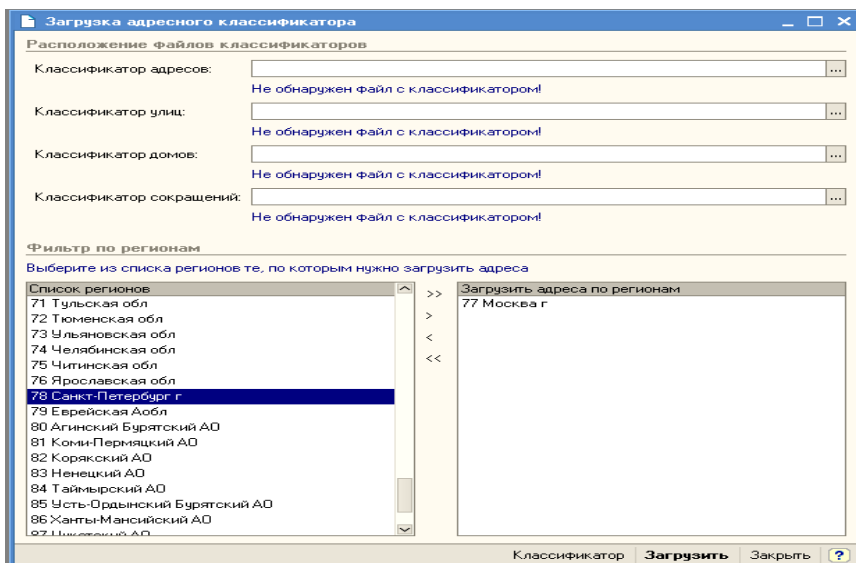 Загрузка адресного классификатора
Расположение файлов классификаторов
Классификатор адресов:
...
Не обнаружен файл с классификатором!
Классификатор улиц:
...
Не обнаружен файл с классификатором!
Классификатор домов:
...
Не обнаружен файл с классификатором!
Классификатор сокращений:
...
Не обнаружен файл с классификатором!
Фильтр по регионам
Выберите из списка регионов те, по которым нужно загрузить адреса
Список регионов
71 Тульская обл
72 Тюменская обл
73 Ульяновская обл
74 Челябинская обл
75 Читинская обл
76 Ярославская обл
78 Санкт-Петербург г
79 Еврейская Аобл
80 Агинский Бурятский АО
81 Коми-Пермяцкий АО
82 Корякский АО
83 Ненецкий АО
84 Таймырский АО
85 Усть-Ордынский Бурятский АО
86 Ханты-Мансийский АО
87 Чукотский АО
>>
>
<
<<
Загрузить адреса по регионам
77 Москва г
Классификатор Загрузить Закрыть ?